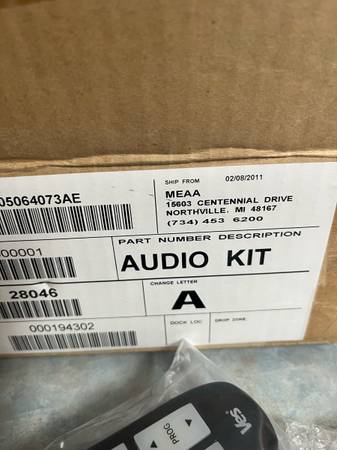 05064073AE
SHIP FROM 02/08/2011
MEAA
15603 CENTENNIAL DRIVE
NORTHVILLE, MI 48167
(734) 453 6200
PART NUMBER DESCRIPTION
00001
AUDIO KIT
28046
CHANGE LETTER
A
000194302
DOCK LOC
DROP ZONE
Ves
PROG